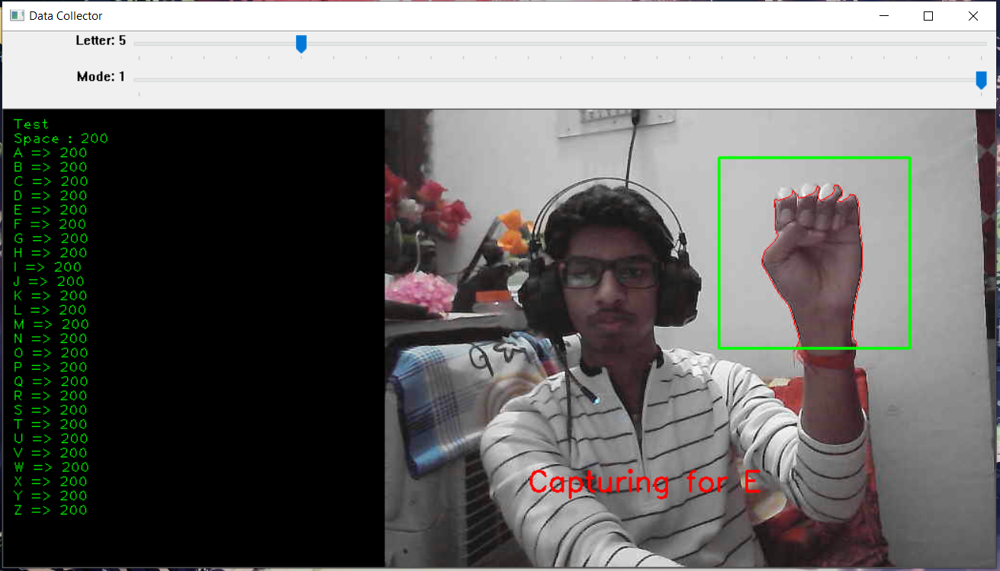 Data Collector
Letter: 5
Mode: 1
Test
Space : 200
A => 200
B => 200
C => 200
D => 200
E => 200
F => 200
G => 200
H => 200
I => 200
J => 200
K => 200
L => 200
M => 200
N => 200
O => 200
P => 200
Q => 200
R => 200
S => 200
T => 200
U => 200
V => 200
W => 200
X => 200
Y => 200
Z => 200
Capturing for E